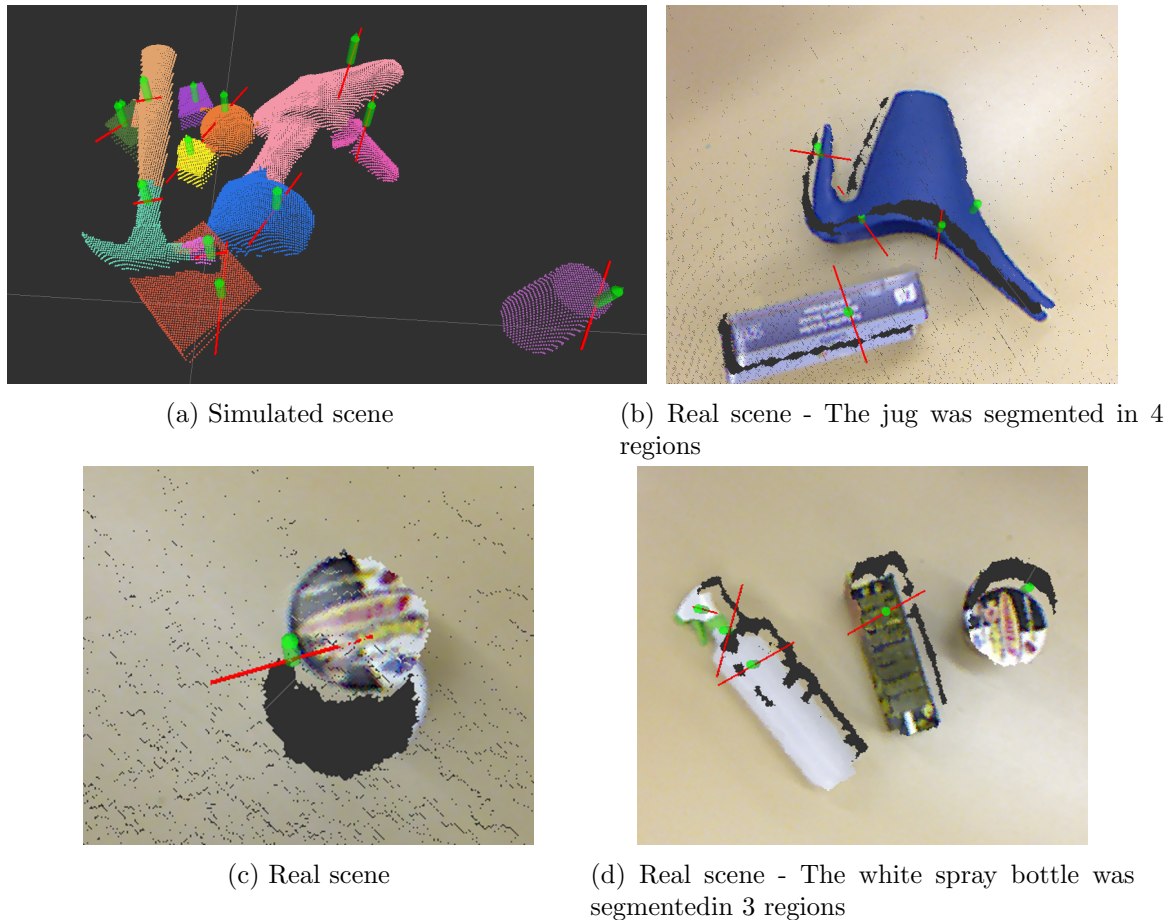 (a) Simulated scene
(b) Real scene - The jug was segmented in 4
regions
(c) Real scene
(d) Real scene - The white spray bottle was
segmentedin 3 regions